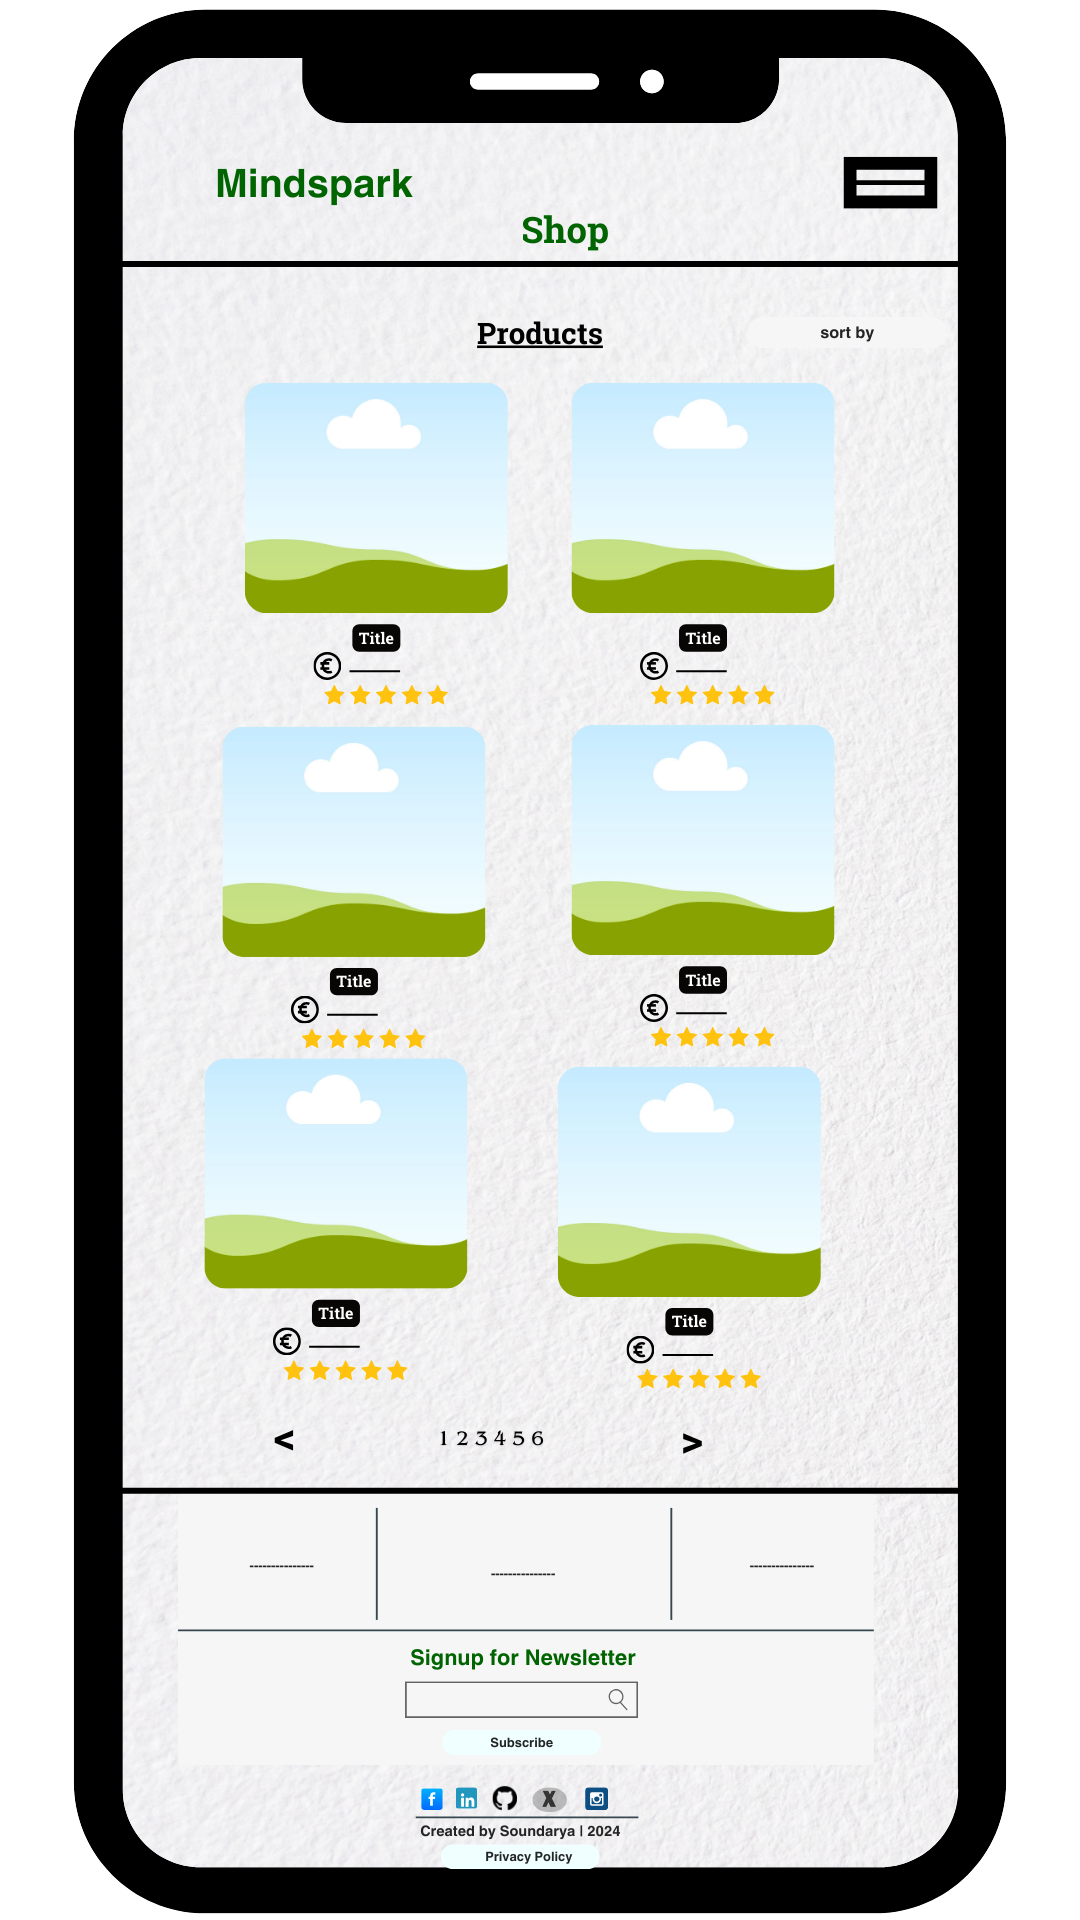 Mindspark
Shop
Products
sort by
Title Title
€ € 
Title Title
€ €
Title Title
€ €
< 1 2 3 4 5 6 >
--------------- --------------- ---------------
Signup for Newsletter
Subscribe
f in X
Created by Soundarya | 2024
Privacy Policy